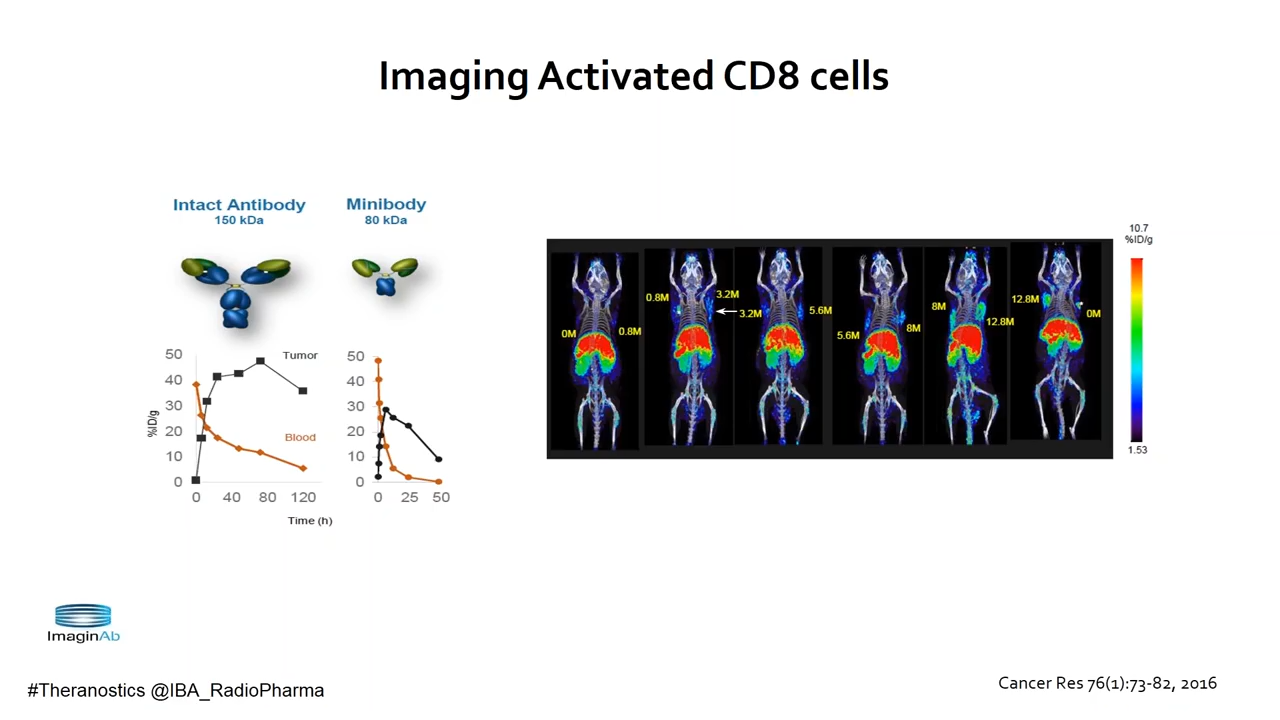 Imaging Activated CD8 cells
Intact Antibody
150 kDa
Minibody
80 kDa
50
40
30
20
10
0
%ID/g
0 40 80 120
Tumor
Blood
50
40
30
20
10
0
0 25 50
Time (h)
0M
0.8M
0.8M
3.2M
3.2M
5.6M
5.6M
8M
8M
12.8M
12.8M
0M
10.7
%ID/g
1.53
ImaginAb
#Theranostics @IBA_RadioPharma
Cancer Res 76(1):73-82, 2016